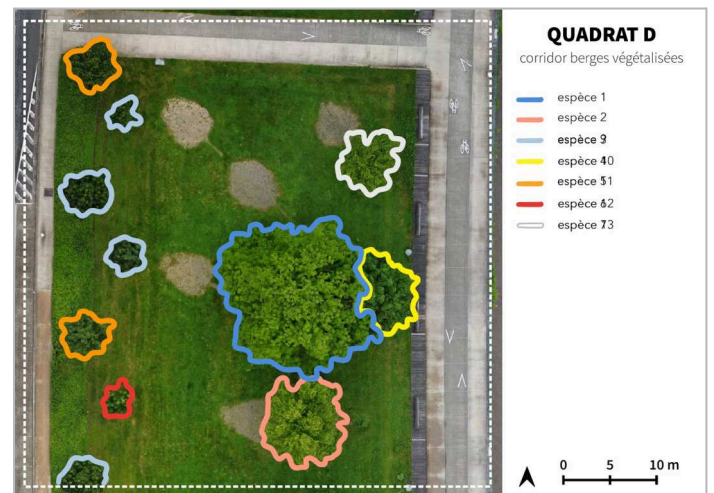 QUADRAT D
corridor berges végétalisées
espèce 1
espèce 2
espèce
espèce
espèce
espèce
espèce
0 5 10 m